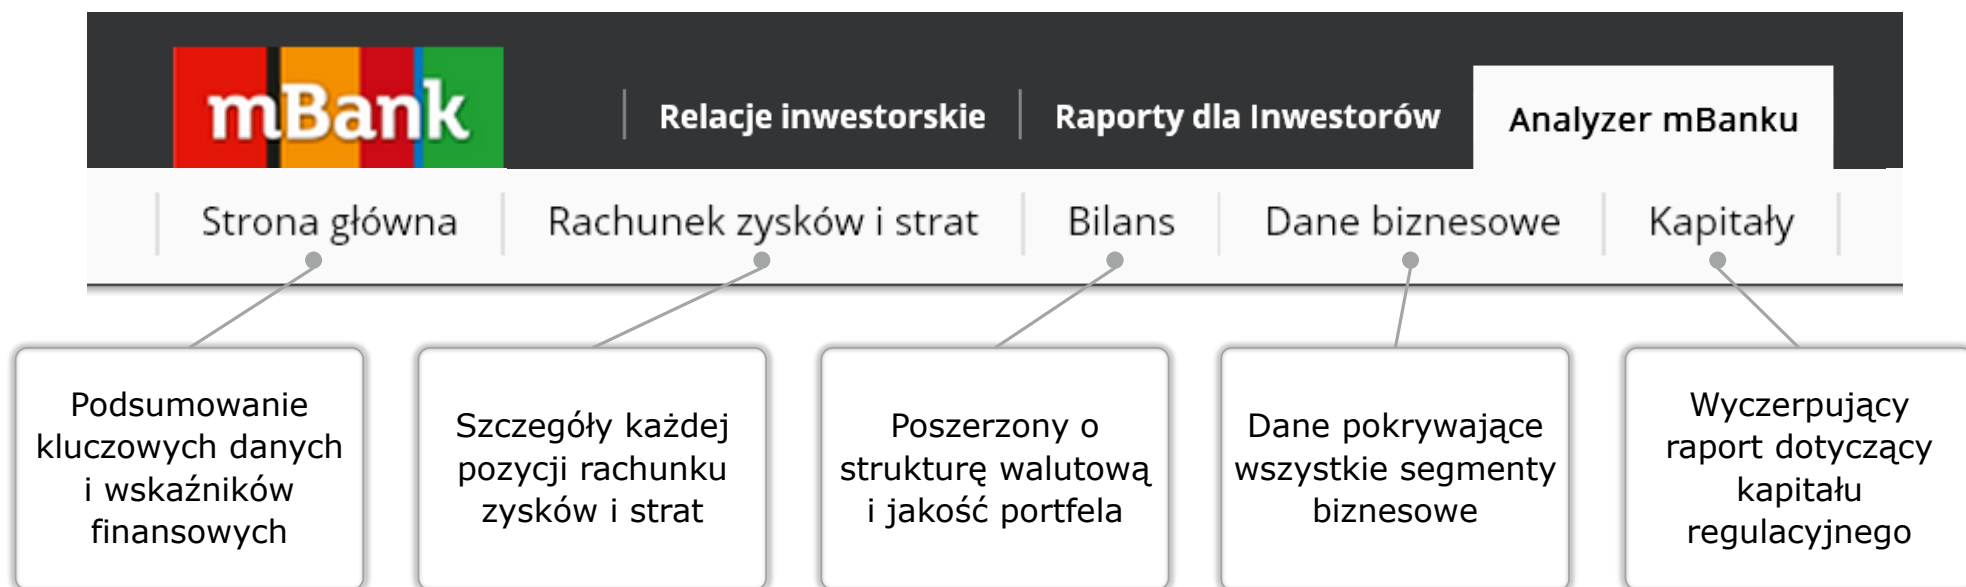 mBank
Relacje inwestorskie
Raporty dla Inwestorów
Analyzer mBanku
Strona główna
Rachunek zysków i strat
Bilans
Dane biznesowe
Kapitały
Podsumowanie
kluczowych danych
i wskaźników
finansowych
Szczegóły każdej
pozycji rachunku
zysków i strat
Poszerzony o
strukturę walutową
i jakość portfela
Dane pokrywające
wszystkie segmenty
biznesowe
Wyczerpujący
raport dotyczący
kapitału
regulacyjnego